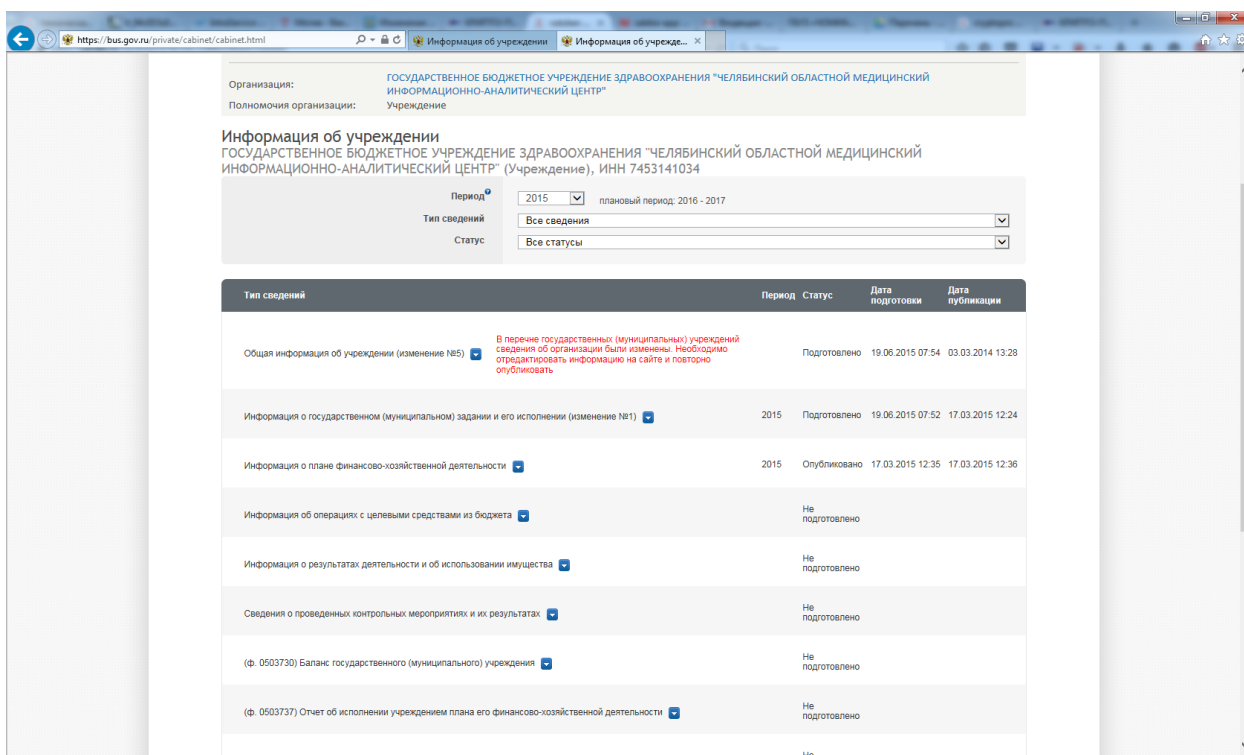 https://bus.gov.ru/private/cabinet/cabinet.html
Информация об учреждении
Информация об учрежде...
Организация:
ГОСУДАРСТВЕННОЕ БЮДЖЕТНОЕ УЧРЕЖДЕНИЕ ЗДРАВООХРАНЕНИЯ "ЧЕЛЯБИНСКИЙ ОБЛАСТНОЙ МЕДИЦИНСКИЙ
ИНФОРМАЦИОННО-АНАЛИТИЧЕСКИЙ ЦЕНТР"
Полномочия организации: Учреждение
Информация об учреждении
ГОСУДАРСТВЕННОЕ БЮДЖЕТНОЕ УЧРЕЖДЕНИЕ ЗДРАВООХРАНЕНИЯ "ЧЕЛЯБИНСКИЙ ОБЛАСТНОЙ МЕДИЦИНСКИЙ
ИНФОРМАЦИОННО-АНАЛИТИЧЕСКИЙ ЦЕНТР" (Учреждение), ИНН 7453141034
Период 2015 плановый период: 2016 - 2017
Тип сведений Все сведения
Статус Все статусы
Тип сведений Период Статус Дата подготовки Дата публикации
Общая информация об учреждении (изменение №5)
В перечне государственных (муниципальных) учреждений
сведения об организации были изменены. Необходимо
отредактировать информацию на сайте и повторно
опубликовать
Подготовлено 19.06.2015 07:54 03.03.2014 13:28
Информация о государственном (муниципальном) задании и его исполнении (изменение №1) 2015 Подготовлено 19.06.2015 07:52 17.03.2015 12:24
Информация о плане финансово-хозяйственной деятельности 2015 Опубликовано 17.03.2015 12:35 17.03.2015 12:36
Информация об операциях с целевыми средствами из бюджета Не подготовлено
Информация о результатах деятельности и об использовании имущества Не подготовлено
Сведения о проведенных контрольных мероприятиях и их результатах Не подготовлено
(ф. 0503730) Баланс государственного (муниципального) учреждения Не подготовлено
(ф. 0503737) Отчет об исполнении учреждением плана его финансово-хозяйственной деятельности Не подготовлено